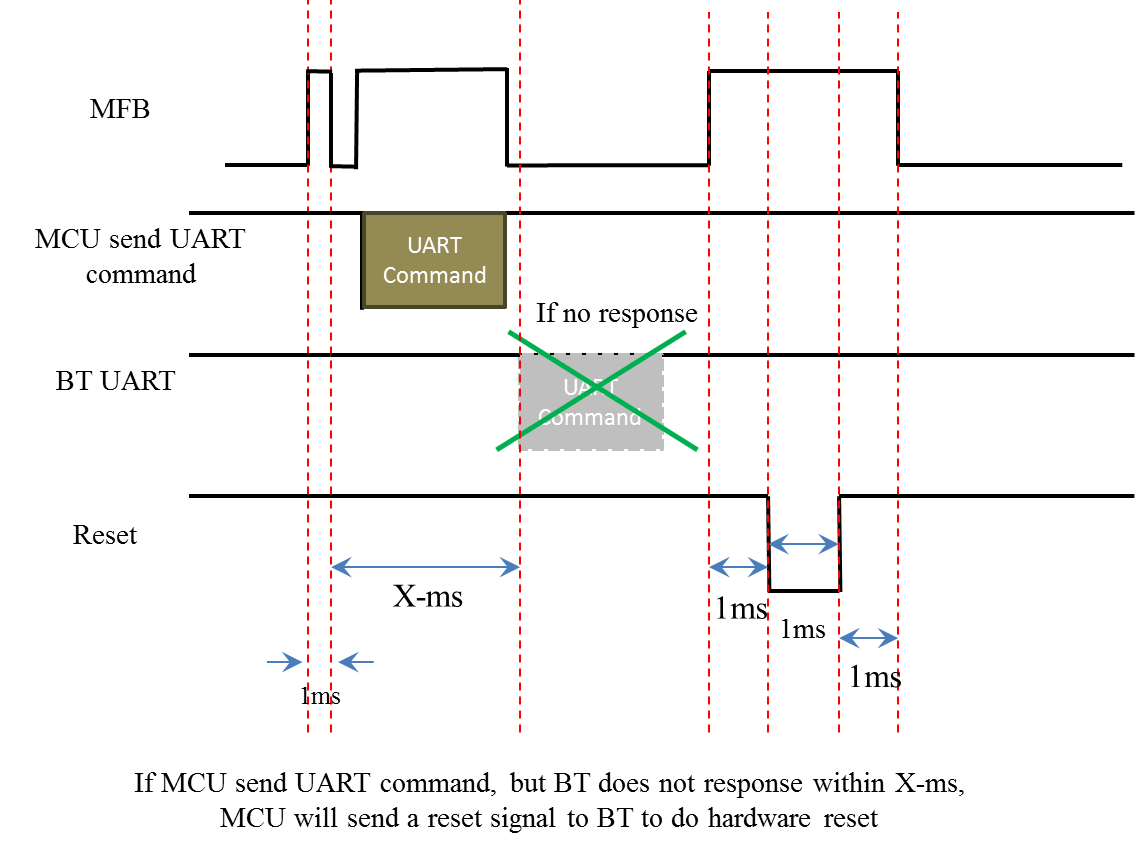 MFB
MCU send UART
command
UART
Command
If no response
BT UART
UART
Command
Reset
X-ms
1ms
1ms
1ms
1ms
If MCU send UART command, but BT does not response within X-ms,
MCU will send a reset signal to BT to do hardware reset